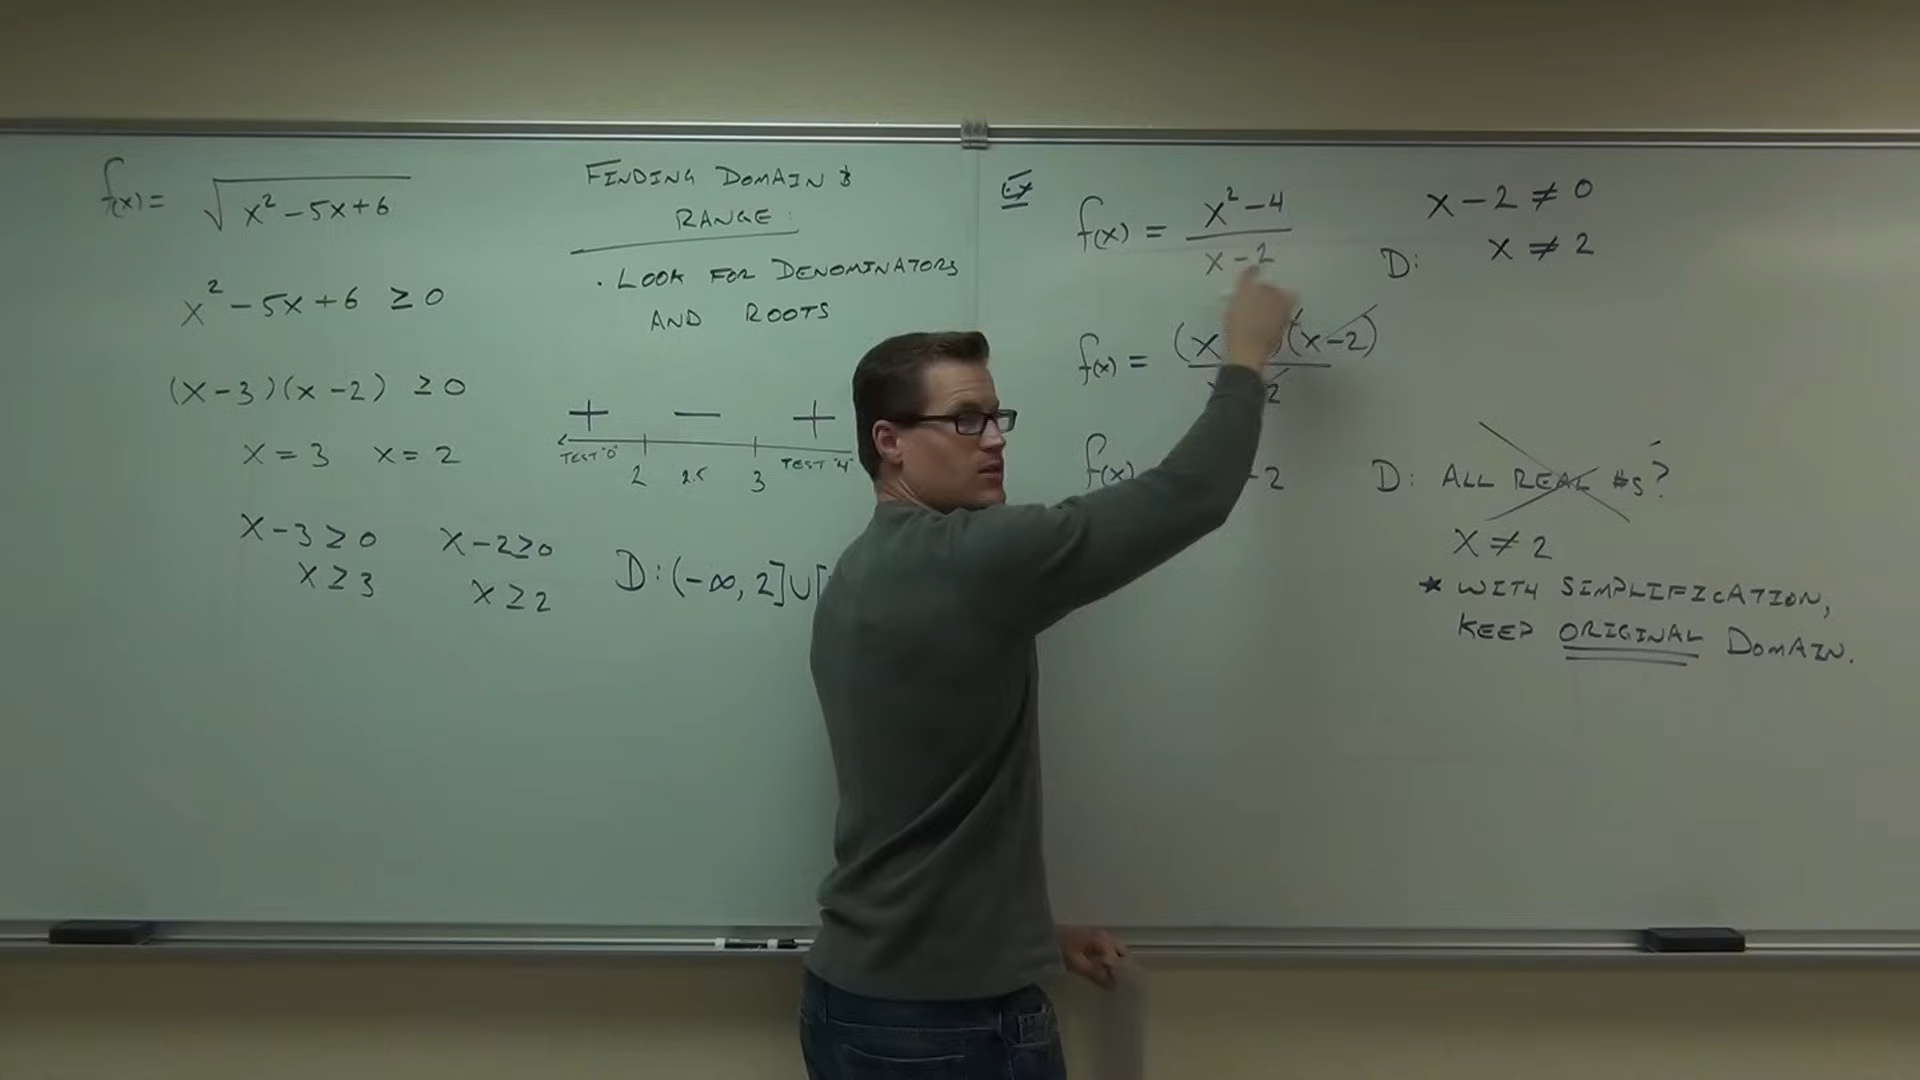 f(x) = √(x² - 5x + 6)
x² - 5x + 6 ≥ 0
(x - 3)(x - 2) ≥ 0
x = 3 x = 2
x - 3 ≥ 0 x - 2 ≥ 0
x ≥ 3 x ≥ 2
FINDING DOMAIN &
RANGE:
· LOOK FOR DENOMINATORS
AND ROOTS
+ — +
TEST "0" 2 2.5 3 TEST "4"
D: (-∞, 2]∪[
Ex
f(x) = (x² - 4)/(x - 2)
x - 2 ≠ 0
D: x ≠ 2
f(x) = (x )(x - 2)
2
f(x) 2
D: ALL REAL #s?
x ≠ 2
* WITH SIMPLIFICATION,
KEEP ORIGINAL DOMAIN.